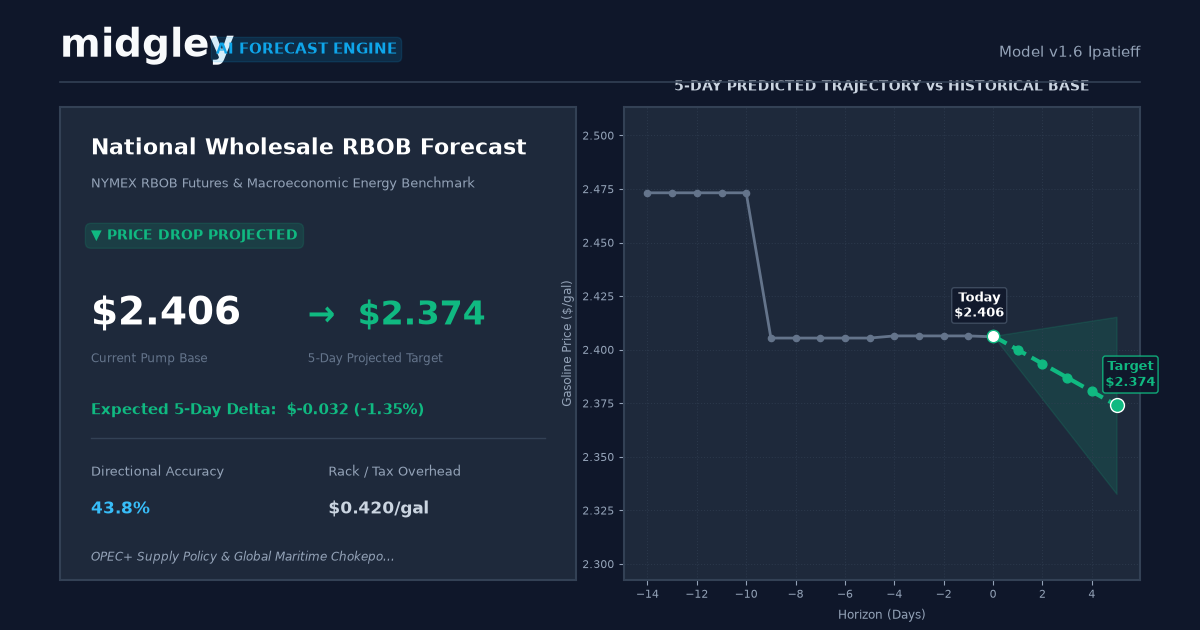 midgley
AI FORECAST ENGINE
Model v1.6 Ipatieff
National Wholesale RBOB Forecast
NYMEX RBOB Futures & Macroeconomic Energy Benchmark
▼ PRICE DROP PROJECTED
$2.406
→ $2.374
Current Pump Base
5-Day Projected Target
Expected 5-Day Delta: $-0.032 (-1.35%)
Directional Accuracy
Rack / Tax Overhead
43.8%
$0.420/gal
OPEC+ Supply Policy & Global Maritime Chokepo...
5-DAY PREDICTED TRAJECTORY vs HISTORICAL BASE
Gasoline Price ($/gal)
2.500
2.475
2.450
2.425
2.400
2.375
2.350
2.325
2.300
Today
$2.406
Target
$2.374
−14 −12 −10 −8 −6 −4 −2 0 2 4
Horizon (Days)